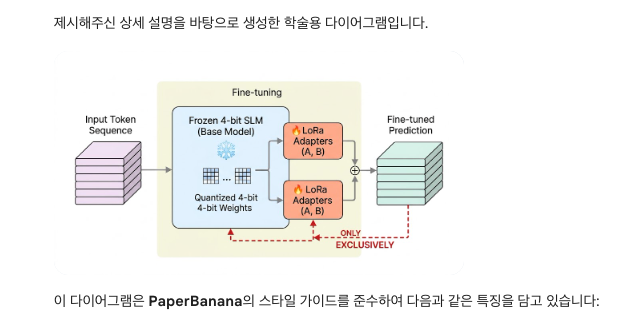 제시해주신 상세 설명을 바탕으로 생성한 학술용 다이어그램입니다.
Fine-tuning
Input Token
Sequence
Frozen 4-bit SLM
(Base Model)
...
Quantized 4-bit
4-bit Weights
LoRa
Adapters
(A, B)
LoRa
Adapters
(A, B)
Fine-tuned
Prediction
ONLY
EXCLUSIVELY
이 다이어그램은 PaperBanana의 스타일 가이드를 준수하여 다음과 같은 특징을 담고 있습니다: